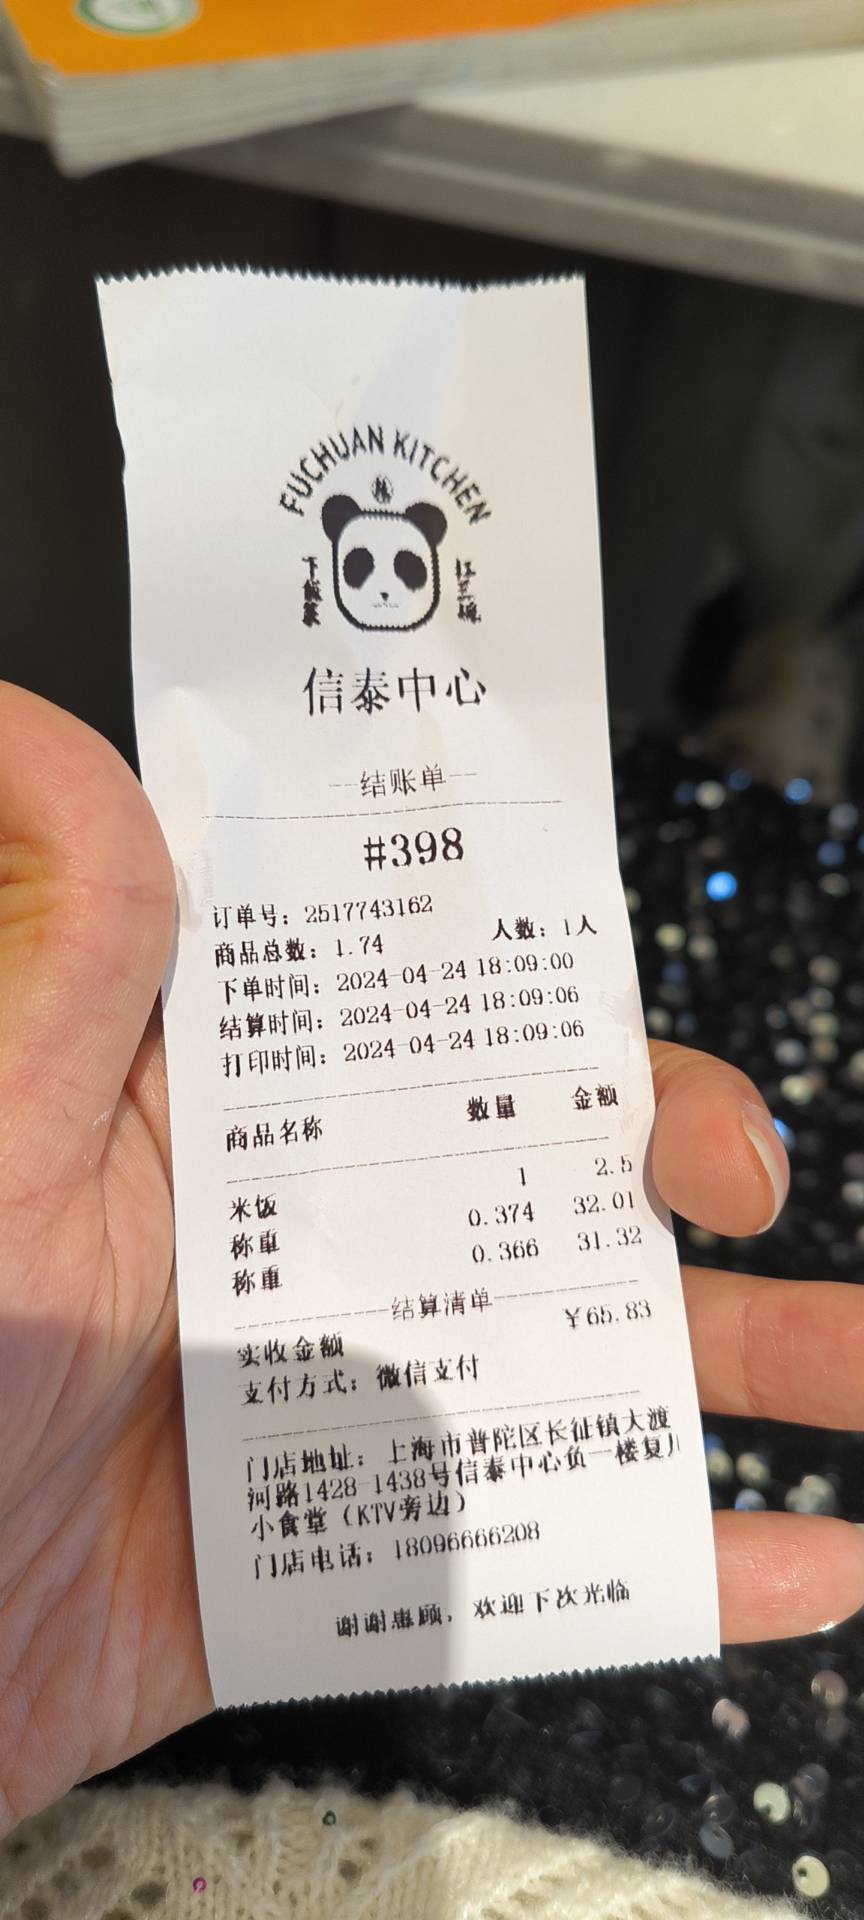 FUCHUAN KITCHEN
下飯菜
信泰中心
结账单
#398
订单号：2517743162
商品总数：1.74 人数：1人
下单时间：2024-04-24 18:09:00
结算时间：2024-04-24 18:09:06
打印时间：2024-04-24 18:09:06
商品名称 数量 金额
米饭 1 2.5
称重 0.374 32.01
称重 0.366 31.32
结算清单
实收金额 ￥65.83
支付方式：微信支付
门店地址：上海市普陀区长征镇大渡
河路1428-1438号信泰中心负一楼复川
小食堂（KTV旁边）
门店电话：18096666208
谢谢惠顾，欢迎下次光临